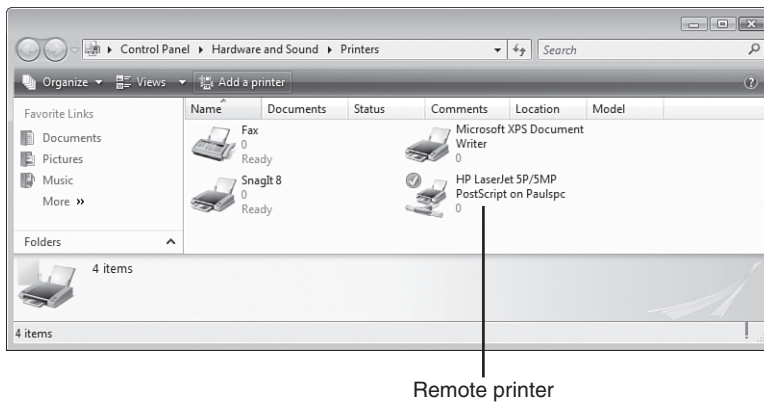 Control Panel Hardware and Sound Printers Search
Organize Views Add a printer
Favorite Links
Documents
Pictures
Music
More »
Folders
Name Documents Status Comments Location Model
Fax
0
Ready
Microsoft XPS Document
Writer
0
SnagIt 8
0
Ready
HP LaserJet 5P/5MP
PostScript on Paulspc
0
4 items
4 items
Remote printer